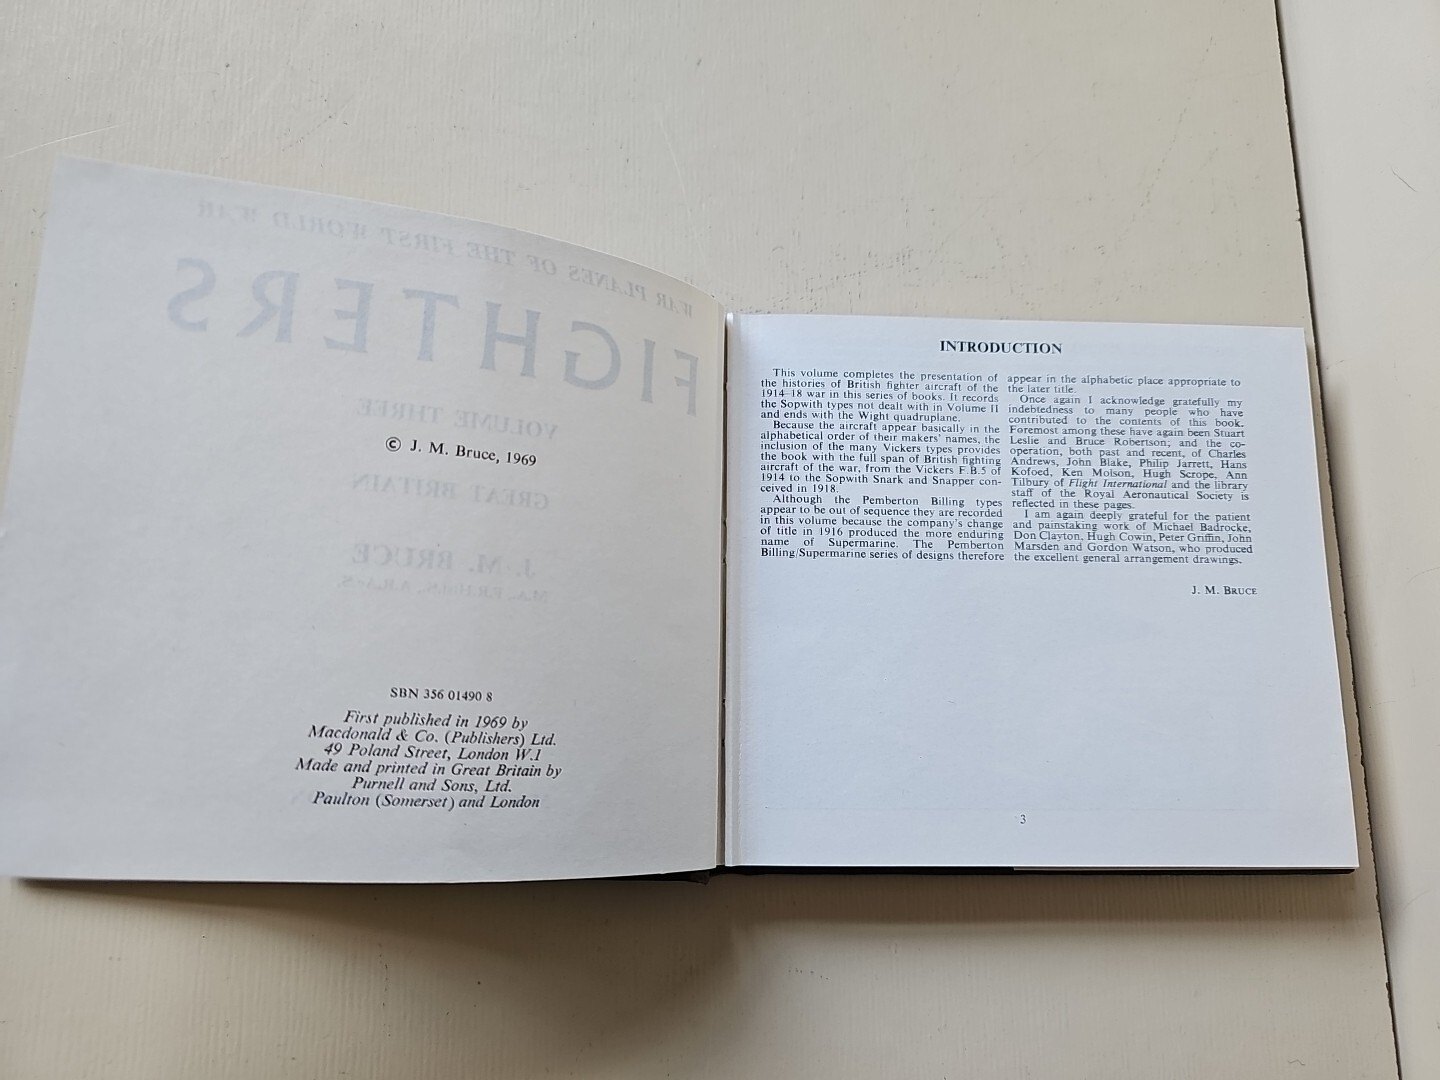 WAR PLANES OF THE FIRST WORLD WAR
FIGHTERS
VOLUME THREE
© J. M. Bruce, 1969
GREAT BRITAIN
J. M. BRUCE
SBN 356 01490 8
First published in 1969 by
Macdonald & Co. (Publishers) Ltd.
49 Poland Street, London W.1
Made and printed in Great Britain by
Purnell and Sons, Ltd.
Paulton (Somerset) and London
INTRODUCTION
This volume completes the presentation of
the histories of British fighter aircraft of the
1914–18 war in this series of books. It records
the Sopwith types not dealt with in Volume II
and ends with the Wight quadruplane.
Because the aircraft appear basically in the
alphabetical order of their makers' names, the
inclusion of the many Vickers types provides
the book with the full span of British fighting
aircraft of the war, from the Vickers F.B.5 of
1914 to the Sopwith Snark and Snapper con-
ceived in 1918.
Although the Pemberton Billing types
appear to be out of sequence they are recorded
in this volume because the company's change
of title in 1916 produced the more enduring
name of Supermarine. The Pemberton
Billing/Supermarine series of designs therefore
appear in the alphabetic place appropriate to
the later title.
Once again I acknowledge gratefully my
indebtedness to many people who have
contributed to the contents of this book.
Foremost among these have again been Stuart
Leslie and Bruce Robertson; and the co-
operation, both past and recent, of Charles
Andrews, John Blake, Philip Jarrett, Hans
Kofoed, Ken Molson, Hugh Scrope, Ann
Tilbury of Flight International and the library
staff of the Royal Aeronautical Society is
reflected in these pages.
I am again deeply grateful for the patient
and painstaking work of Michael Badrocke,
Don Clayton, Hugh Cowin, Peter Griffin, John
Marsden and Gordon Watson, who produced
the excellent general arrangement drawings.
J. M. BRUCE
3